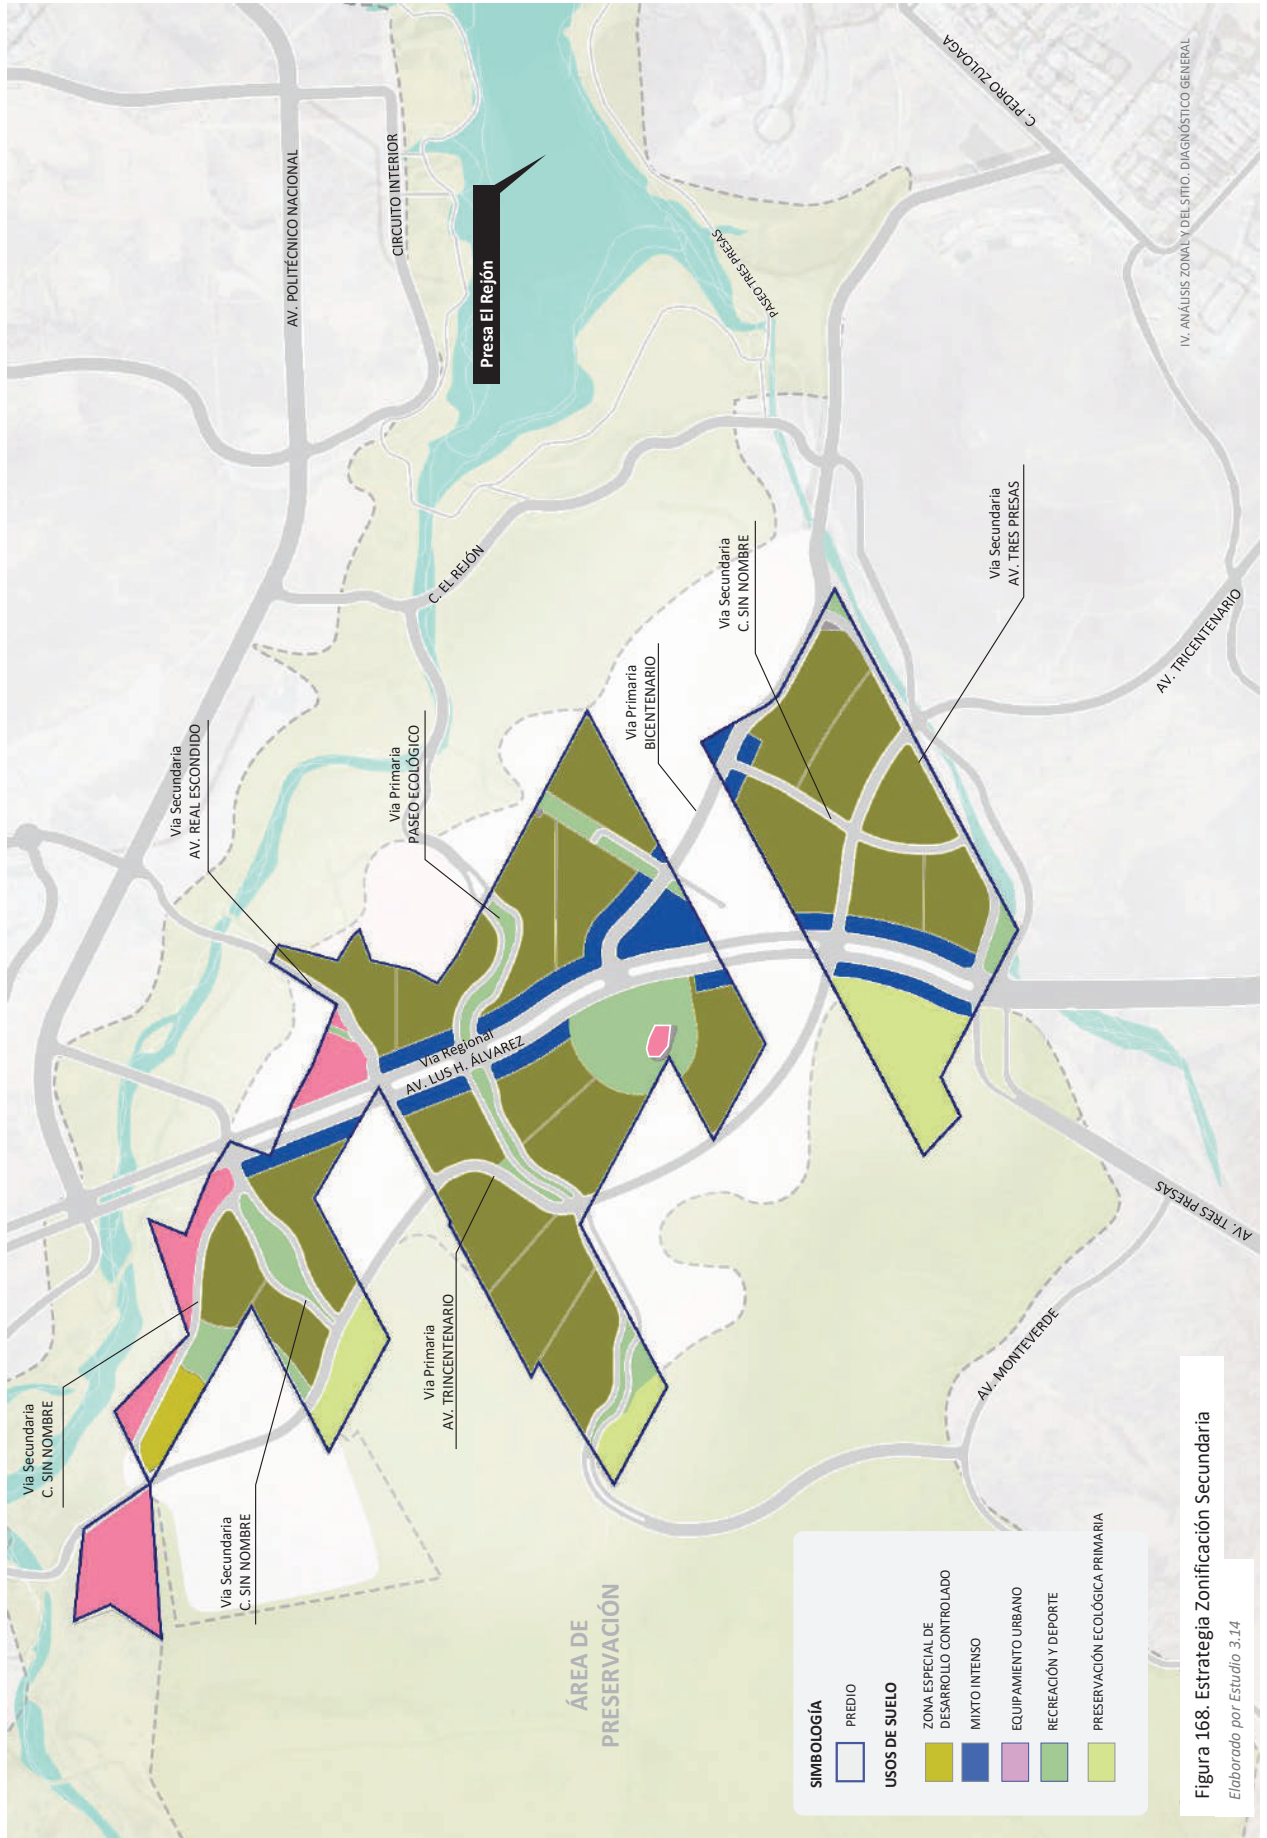 IV. ANÁLISIS ZONAL Y DEL SITIO. DIAGNÓSTICO GENERAL
AV. POLITÉCNICO NACIONAL
CIRCUITO INTERIOR
C. PEDRO ZULOAGA
Presa El Rejón
PASEO TRES PRESAS
C. EL REJÓN
Via Secundaria
AV. REAL ESCONDIDO
Via Primaria
PASEO ECOLÓGICO
Via Primaria
BICENTENARIO
Via Secundaria
C. SIN NOMBRE
Via Secundaria
AV. TRES PRESAS
AV. TRICENTENARIO
Via Regional
AV. LUS H. ÁLVAREZ
Via Secundaria
C. SIN NOMBRE
Via Secundaria
C. SIN NOMBRE
Via Primaria
AV. TRINCENTENARIO
AV. TRES PRESAS
AV. MONTEVERDE
ÁREA DE
PRESERVACIÓN
SIMBOLOGÍA
PREDIO
USOS DE SUELO
ZONA ESPECIAL DE
DESARROLLO CONTROLADO
MIXTO INTENSO
EQUIPAMIENTO URBANO
RECREACIÓN Y DEPORTE
PRESERVACIÓN ECOLÓGICA PRIMARIA
Figura 168. Estrategia Zonificación Secundaria
Elaborado por Estudio 3.14